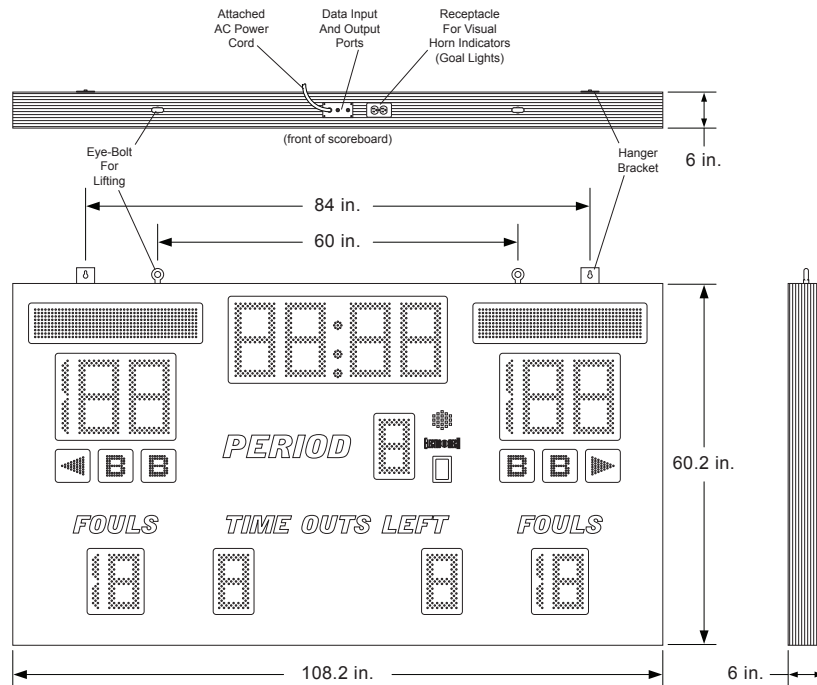 Attached
AC Power
Cord
Data Input
And Output
Ports
Receptacle
For Visual
Horn Indicators
(Goal Lights)
(front of scoreboard)
Eye-Bolt
For
Lifting
Hanger
Bracket
6 in.
84 in.
60 in.
88:88
188
188
PERIOD
8
B B
B B
60.2 in.
FOULS
TIME OUTS LEFT
FOULS
18
8
8
18
108.2 in.
6 in.